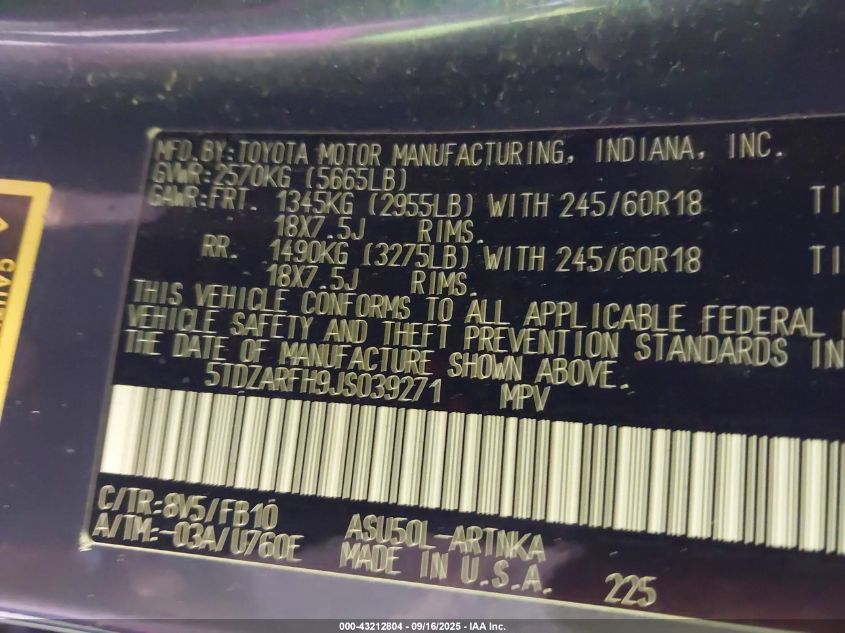 MFD.BY:TOYOTA MOTOR MANUFACTURING, INDIANA, INC.
GVWR:2570KG (5665LB)
GAWR:FRT. 1345KG (2955LB) WITH 245/60R18 TI
18X7.5J RIMS.
RR. 1490KG (3275LB) WITH 245/60R18 TI
18X7.5J RIMS.
THIS VEHICLE CONFORMS TO ALL APPLICABLE FEDERAL
VEHICLE SAFETY AND THEFT PREVENTION STANDARDS IN
THE DATE OF MANUFACTURE SHOWN ABOVE.
5TDZARFH9JS039271 MPV
C/TR:8V5/FB10 ASU50L-ARTNKA
A/TM:-03A/U760E MADE IN U.S.A. 225
000-43212804 | 09/16/2025 - IAA Inc.